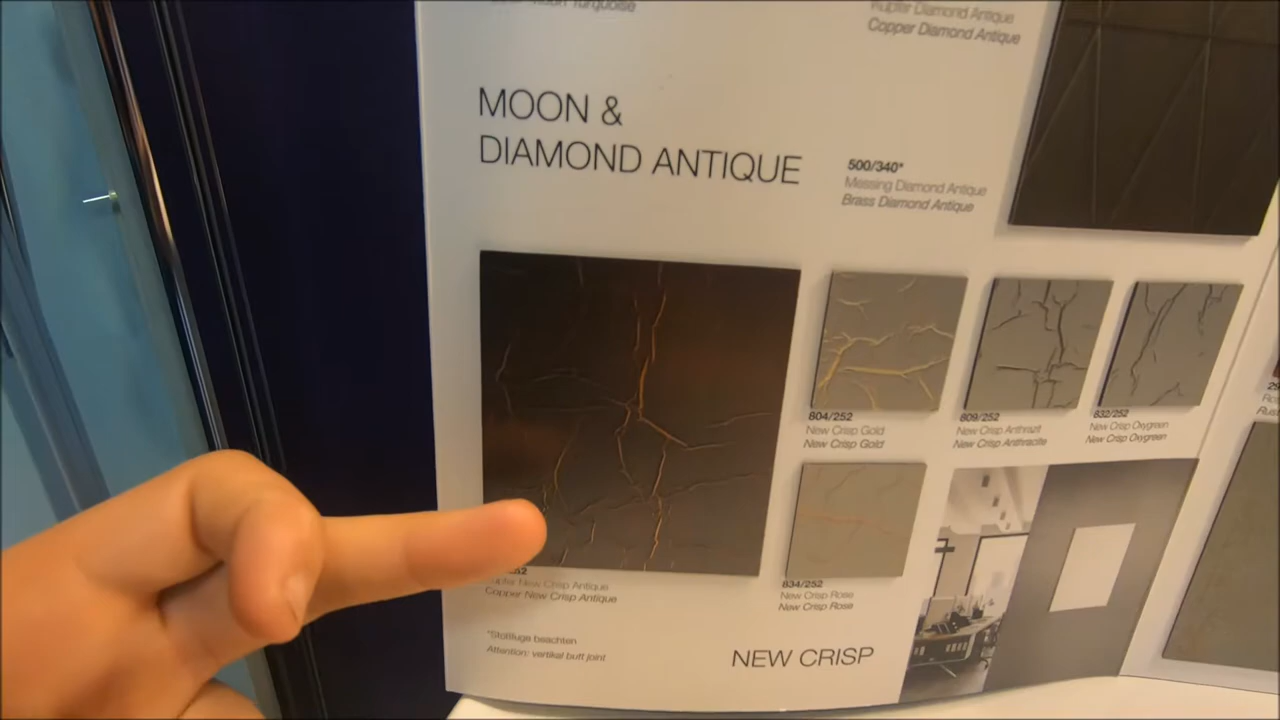 Turquoise
Kupfer Diamond Antique
Copper Diamond Antique
MOON &
DIAMOND ANTIQUE
500/340*
Messing Diamond Antique
Brass Diamond Antique
804/252
New Crisp Gold
New Crisp Gold
809/252
New Crisp Anthrazit
New Crisp Anthracite
832/252
New Crisp Oxygreen
New Crisp Oxygreen
New Crisp Antique
Copper New Crisp Antique
834/252
New Crisp Rose
New Crisp Rose
*Stoßfuge beachten
Attention: vertikal butt joint
NEW CRISP